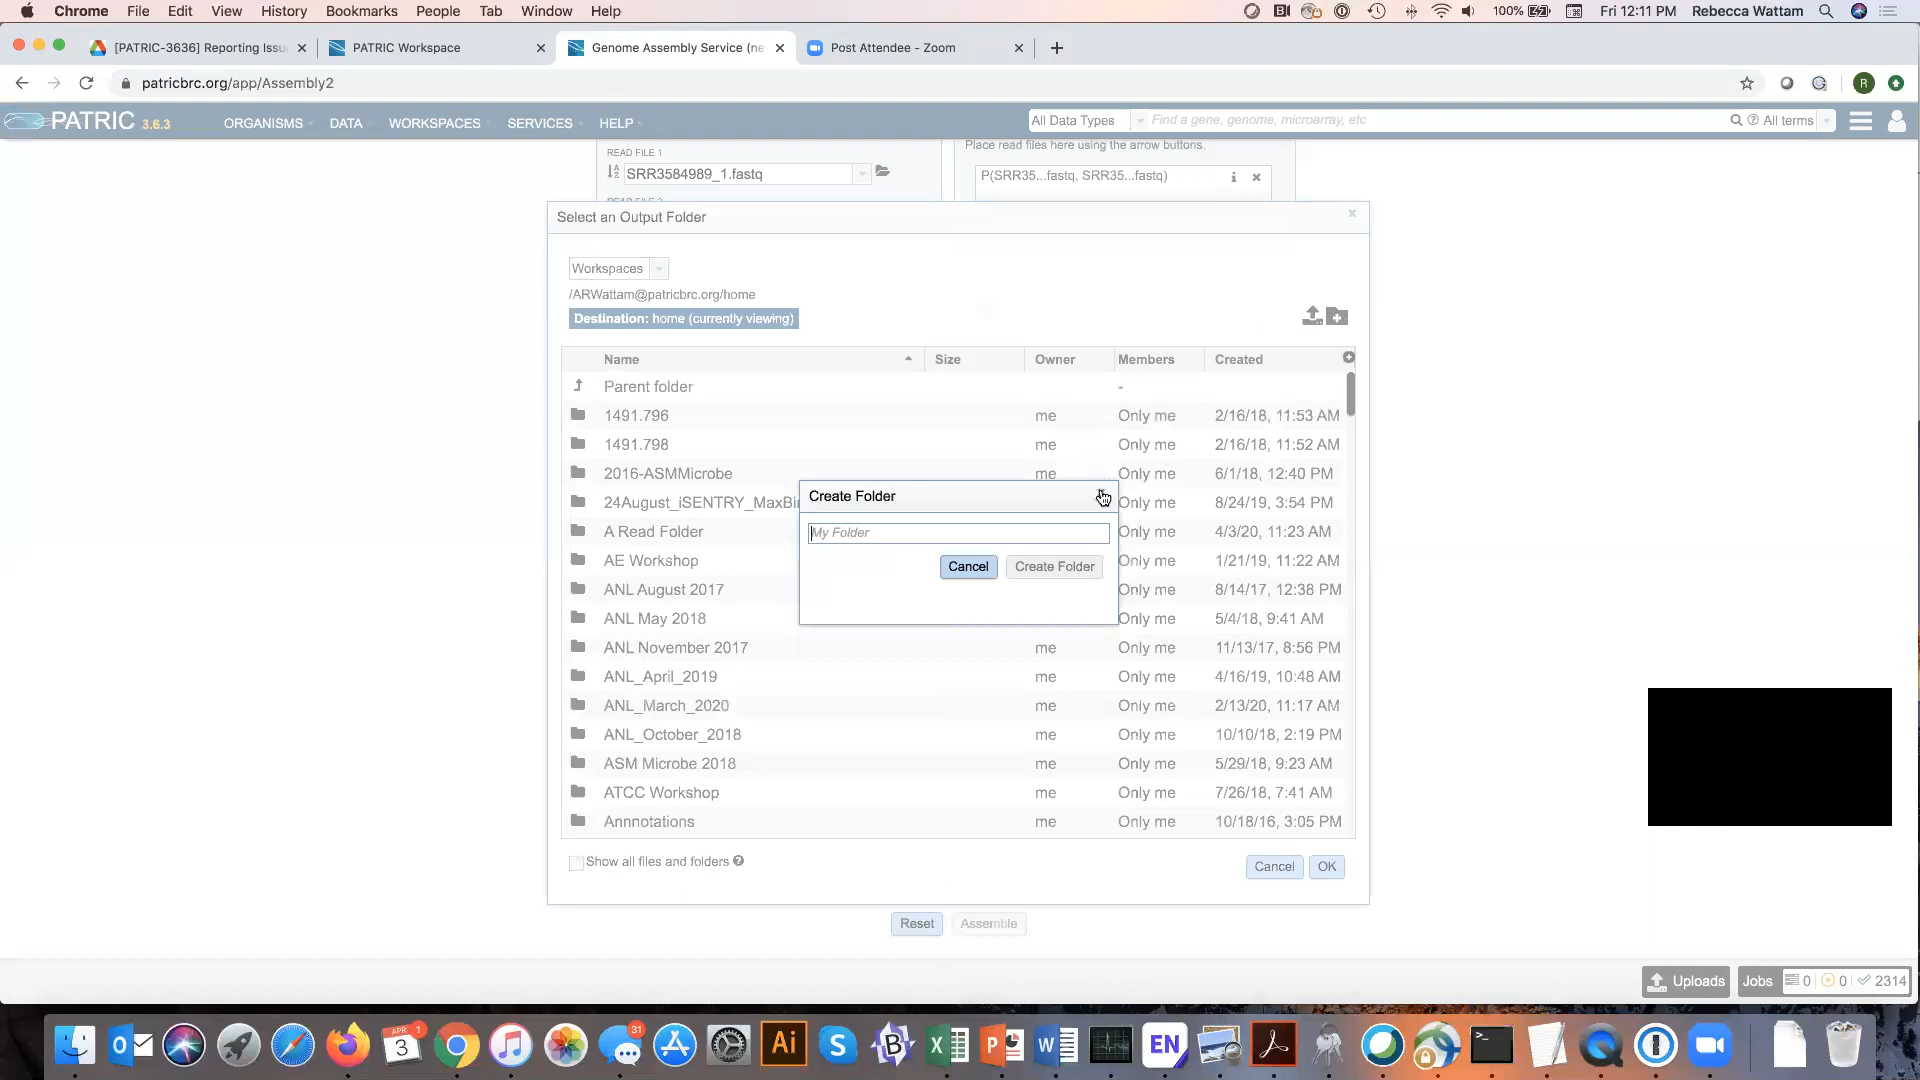 Chrome File Edit View History Bookmarks People Tab Window Help 100% Fri 12:11 PM Rebecca Wattam
[PATRIC-3636] Reporting Issu PATRIC Workspace Genome Assembly Service (ne Post Attendee - Zoom
patricbrc.org/app/Assembly2 R
PATRIC 3.6.3 ORGANISMS DATA WORKSPACES SERVICES HELP All Data Types Find a gene, genome, microarray, etc All terms
READ FILE 1 Place read files here using the arrow buttons.
SRR3584989_1.fastq P(SRR35...fastq, SRR35...fastq)
Select an Output Folder
Workspaces
/ARWattam@patricbrc.org/home
Destination: home (currently viewing)
Name Size Owner Members Created
Parent folder -
1491.796 me Only me 2/16/18, 11:53 AM
1491.798 me Only me 2/16/18, 11:52 AM
2016-ASMMicrobe me Only me 6/1/18, 12:40 PM
24August_iSENTRY_MaxBi Only me 8/24/19, 3:54 PM
A Read Folder Only me 4/3/20, 11:23 AM
AE Workshop Only me 1/21/19, 11:22 AM
ANL August 2017 Only me 8/14/17, 12:38 PM
ANL May 2018 Only me 5/4/18, 9:41 AM
ANL November 2017 me Only me 11/13/17, 8:56 PM
ANL_April_2019 me Only me 4/16/19, 10:48 AM
ANL_March_2020 me Only me 2/13/20, 11:17 AM
ANL_October_2018 me Only me 10/10/18, 2:19 PM
ASM Microbe 2018 me Only me 5/29/18, 9:23 AM
ATCC Workshop me Only me 7/26/18, 7:41 AM
Annnotations me Only me 10/18/16, 3:05 PM
Create Folder
My Folder
Cancel Create Folder
Show all files and folders
Cancel OK
Reset Assemble
Uploads Jobs 0 0 2314
APR 3 1 31 Ai EN